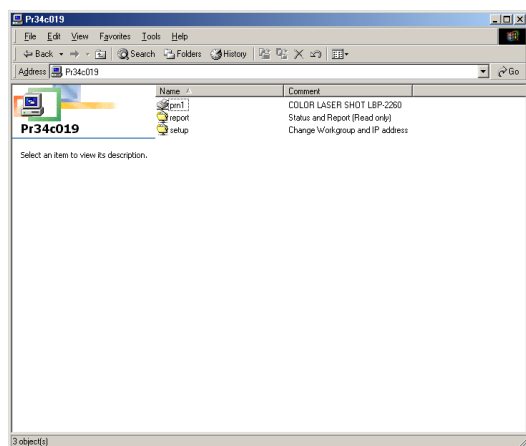 Pr34c019
File Edit View Favorites Tools Help
Back Search Folders History
Address Pr34c019 Go
Name Comment
prn1 COLOR LASER SHOT LBP-2260
report Status and Report (Read only)
setup Change Workgroup and IP address
Pr34c019
Select an item to view its description.
3 object(s)